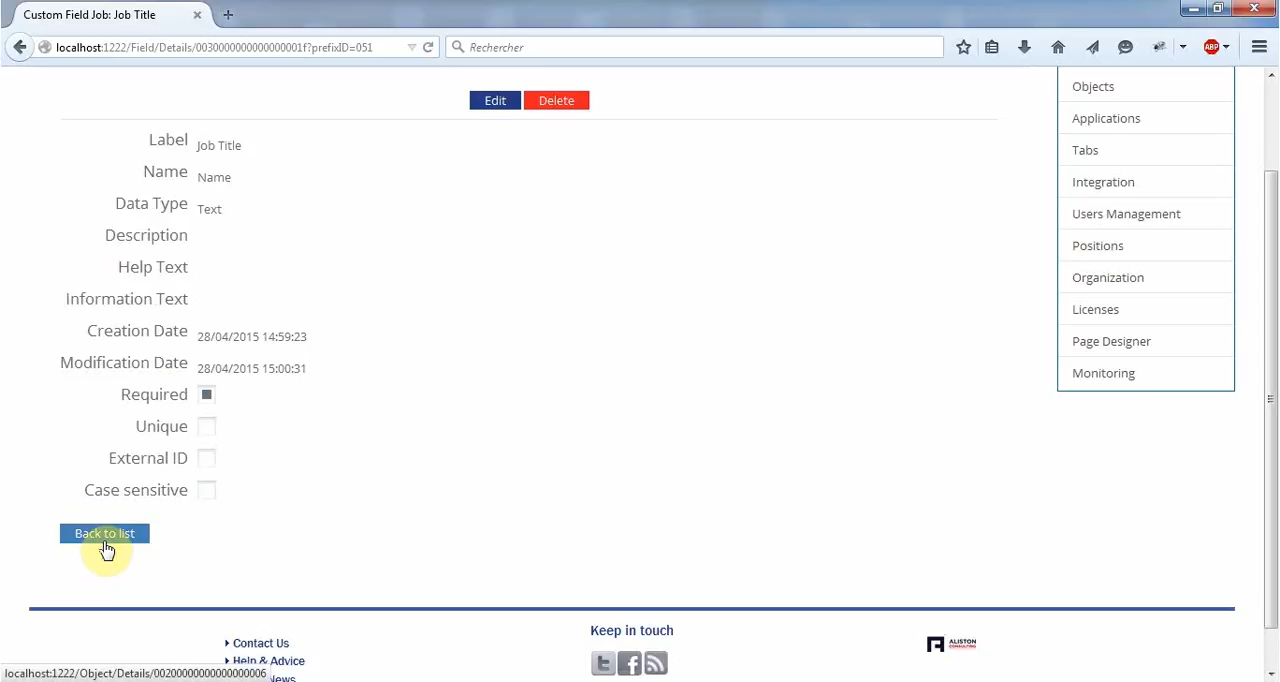 Custom Field Job: Job Title
localhost:1222/Field/Details/0030000000000000001f?prefixID=051
Rechercher
ABP
Edit
Delete
Label Job Title
Name Name
Data Type Text
Description
Help Text
Information Text
Creation Date 28/04/2015 14:59:23
Modification Date 28/04/2015 15:00:31
Required
Unique
External ID
Case sensitive
Back to list
Objects
Applications
Tabs
Integration
Users Management
Positions
Organization
Licenses
Page Designer
Monitoring
Contact Us
Help & Advice
News
Keep in touch
ALISTON
CONSULTING
localhost:1222/Object/Details/00200000000000000006